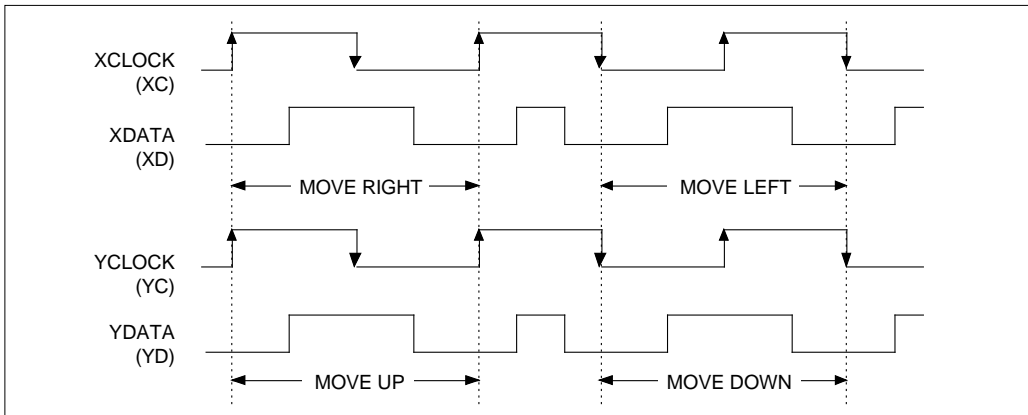 XCLOCK
(XC)
XDATA
(XD)
MOVE RIGHT
MOVE LEFT
YCLOCK
(YC)
YDATA
(YD)
MOVE UP
MOVE DOWN